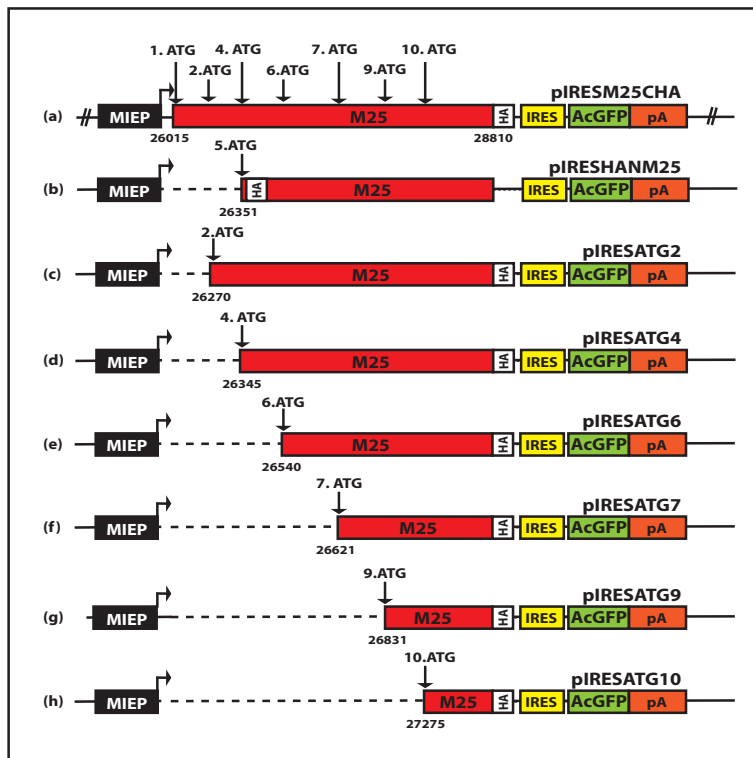 1. ATG 4. ATG 7. ATG 10. ATG
2.ATG 6.ATG 9.ATG
pIRESM25CHA
(a) MIEP M25 HA IRES AcGFP pA
26015 28810
5.ATG
pIRESHANM25
(b) MIEP HA M25 IRES AcGFP pA
26351
2.ATG
pIRESATG2
(c) MIEP M25 HA IRES AcGFP pA
26270
4. ATG
pIRESATG4
(d) MIEP M25 HA IRES AcGFP pA
26345
6.ATG
pIRESATG6
(e) MIEP M25 HA IRES AcGFP pA
26540
7. ATG
pIRESATG7
(f) MIEP M25 HA IRES AcGFP pA
26621
9.ATG
pIRESATG9
(g) MIEP M25 HA IRES AcGFP pA
26831
10.ATG
pIRESATG10
(h) MIEP M25 HA IRES AcGFP pA
27275